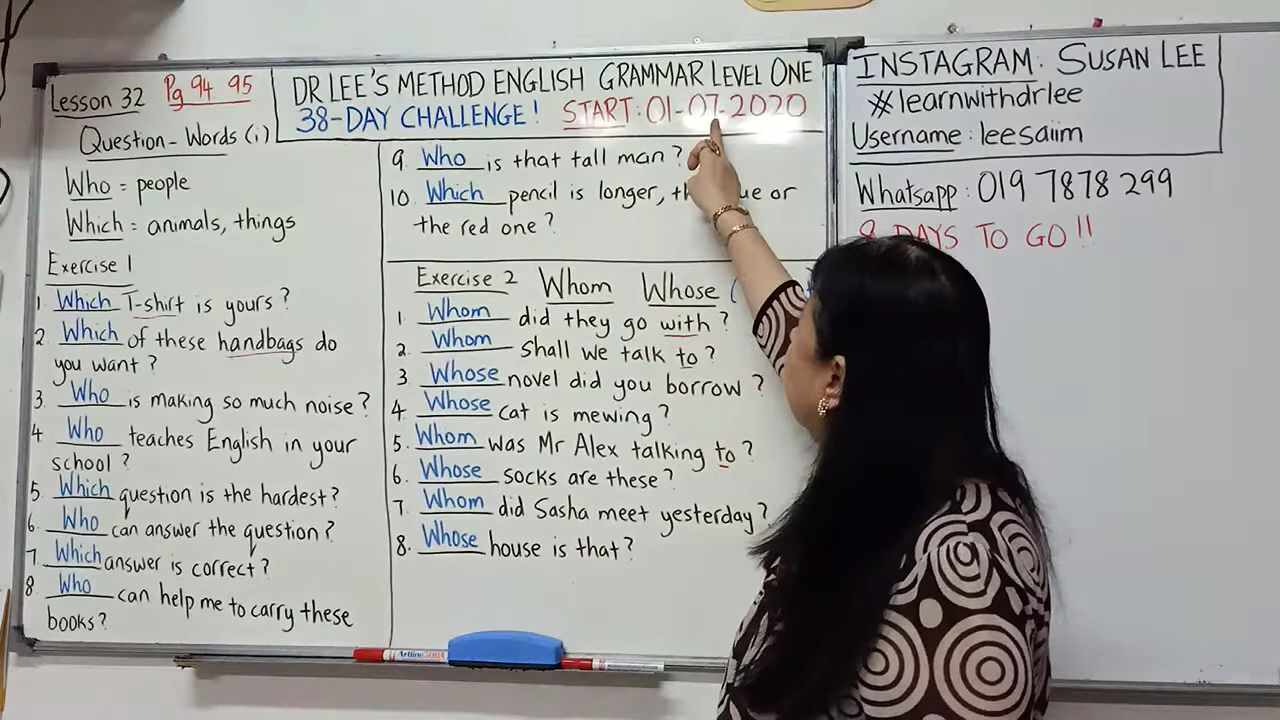 Lesson 32 Pg 94 95
Question-Words (i)
Who = people
Which = animals, things
Exercise 1
1. Which T-shirt is yours?
2. Which of these handbags do
you want?
3. Who is making so much noise?
4 Who teaches English in your
school?
5. Which question is the hardest?
6. Who can answer the question?
7 Which answer is correct?
8 Who can help me to carry these
books?
DR LEE'S METHOD ENGLISH GRAMMAR LEVEL ONE
38-DAY CHALLENGE! START: 01-07-2020
9. Who is that tall man?
10. Which pencil is longer, or
the red one?
Exercise 2 Whom Whose
1 Whom did they go with?
2. Whom shall we talk to?
3 Whose novel did you borrow?
4. Whose cat is mewing?
5. Whom was Mr Alex talking to?
6. Whose socks are these?
7. Whom did Sasha meet yesterday?
8. Whose house is that?
Artline 500A
INSTAGRAM: SUSAN LEE
#learnwithdrlee
Username: leesaiim
Whatsapp: 019 7878 299
8 DAYS TO GO!!